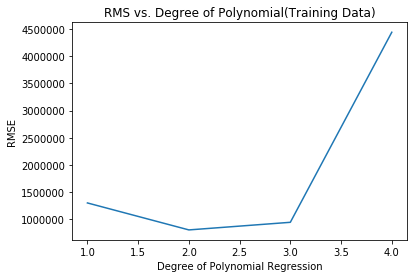 RMS vs. Degree of Polynomial(Training Data)
4500000
4000000
3500000
3000000
2500000
2000000
1500000
1000000
RMSE
1.0 1.5 2.0 2.5 3.0 3.5 4.0
Degree of Polynomial Regression